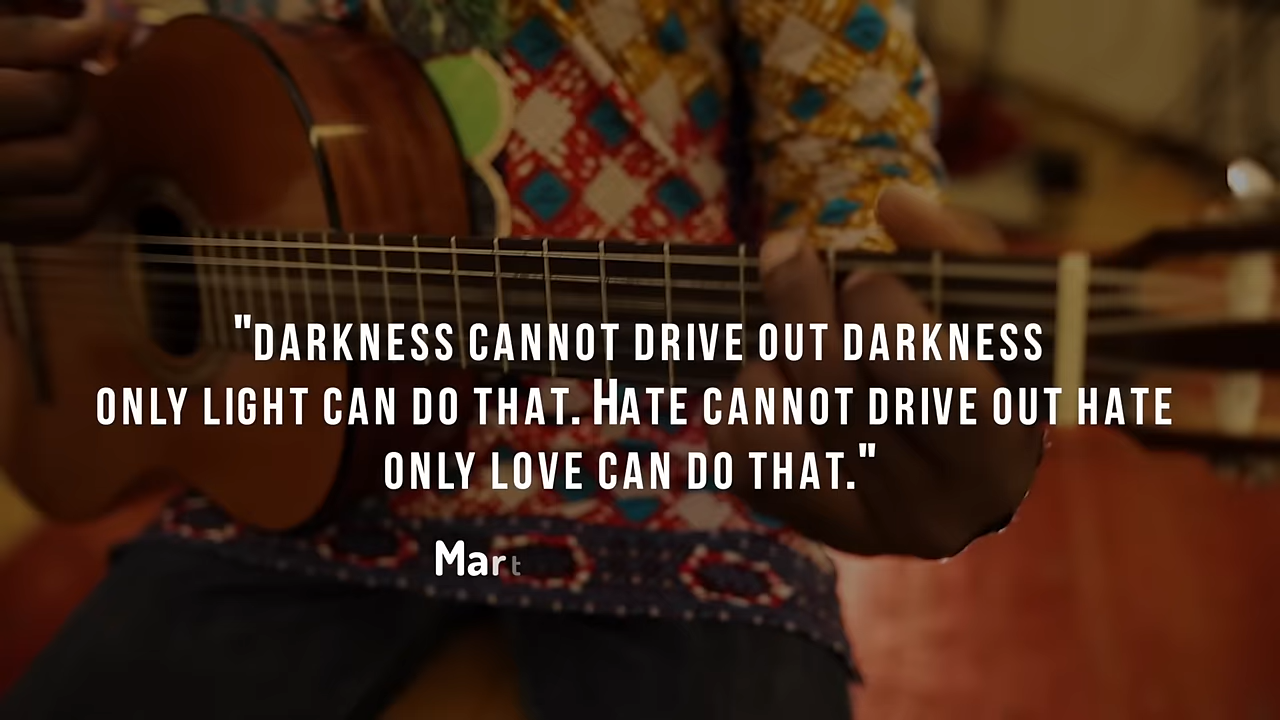 "DARKNESS CANNOT DRIVE OUT DARKNESS
ONLY LIGHT CAN DO THAT. HATE CANNOT DRIVE OUT HATE
ONLY LOVE CAN DO THAT."
Mart